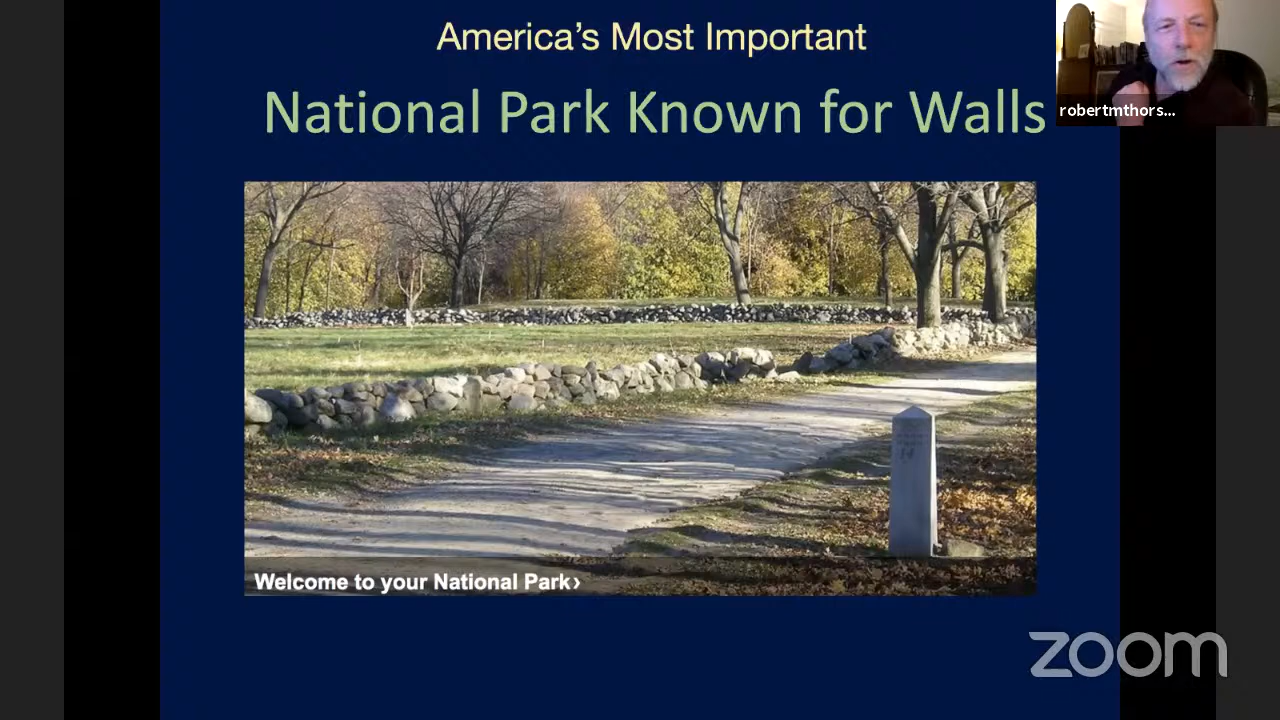 America's Most Important
National Park Known for Walls
robertmthors...
Welcome to your National Park›
zoom